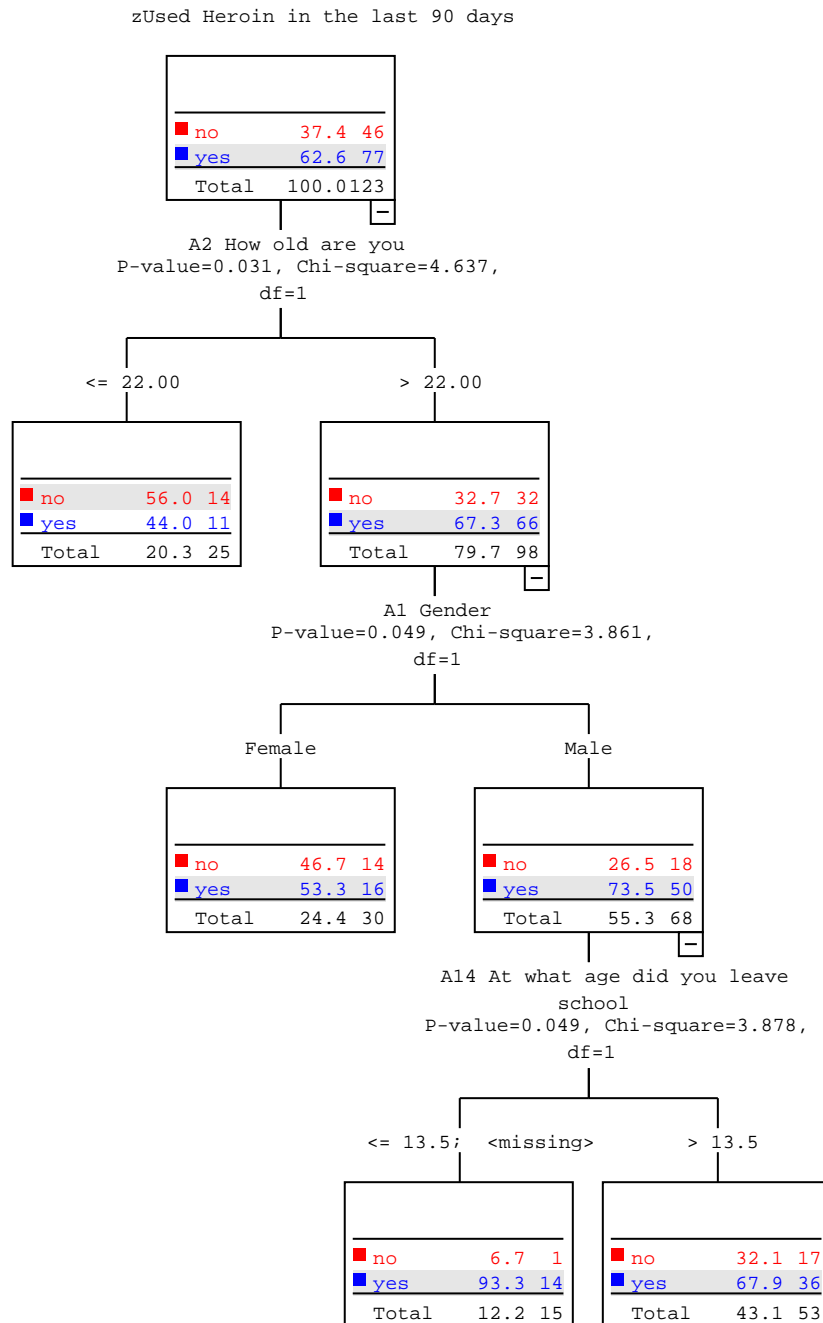 zUsed Heroin in the last 90 days
no 37.4 46
yes 62.6 77
Total 100.0123
A2 How old are you
P-value=0.031, Chi-square=4.637,
df=1
<= 22.00 > 22.00
no 56.0 14
yes 44.0 11
Total 20.3 25
no 32.7 32
yes 67.3 66
Total 79.7 98
A1 Gender
P-value=0.049, Chi-square=3.861,
df=1
Female Male
no 46.7 14
yes 53.3 16
Total 24.4 30
no 26.5 18
yes 73.5 50
Total 55.3 68
A14 At what age did you leave
school
P-value=0.049, Chi-square=3.878,
df=1
<= 13.5; <missing> > 13.5
no 6.7 1
yes 93.3 14
Total 12.2 15
no 32.1 17
yes 67.9 36
Total 43.1 53